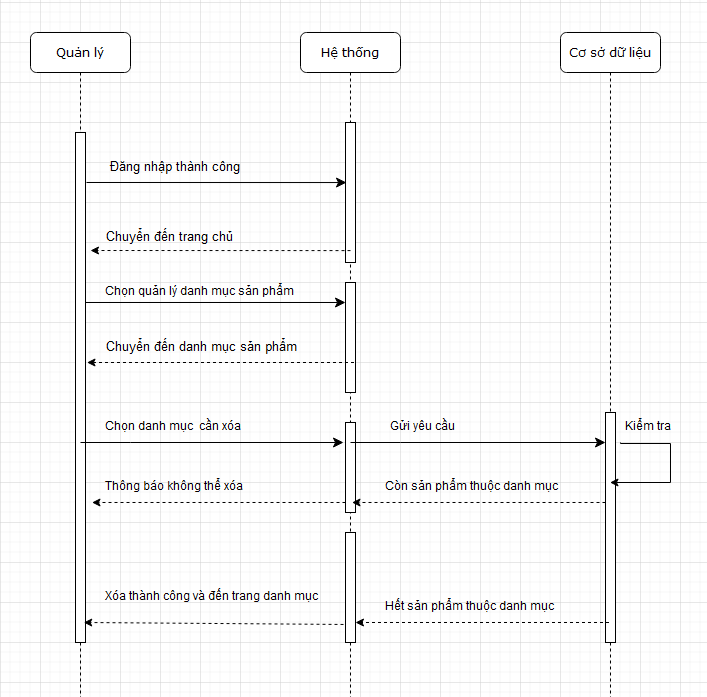 Quản lý
Hệ thống
Cơ sở dữ liệu
Đăng nhập thành công
Chuyển đến trang chủ
Chọn quản lý danh mục sản phẩm
Chuyển đến danh mục sản phẩm
Chọn danh mục cần xóa
Gửi yêu cầu
Kiểm tra
Thông báo không thể xóa
Còn sản phẩm thuộc danh mục
Xóa thành công và đến trang danh mục
Hết sản phẩm thuộc danh mục